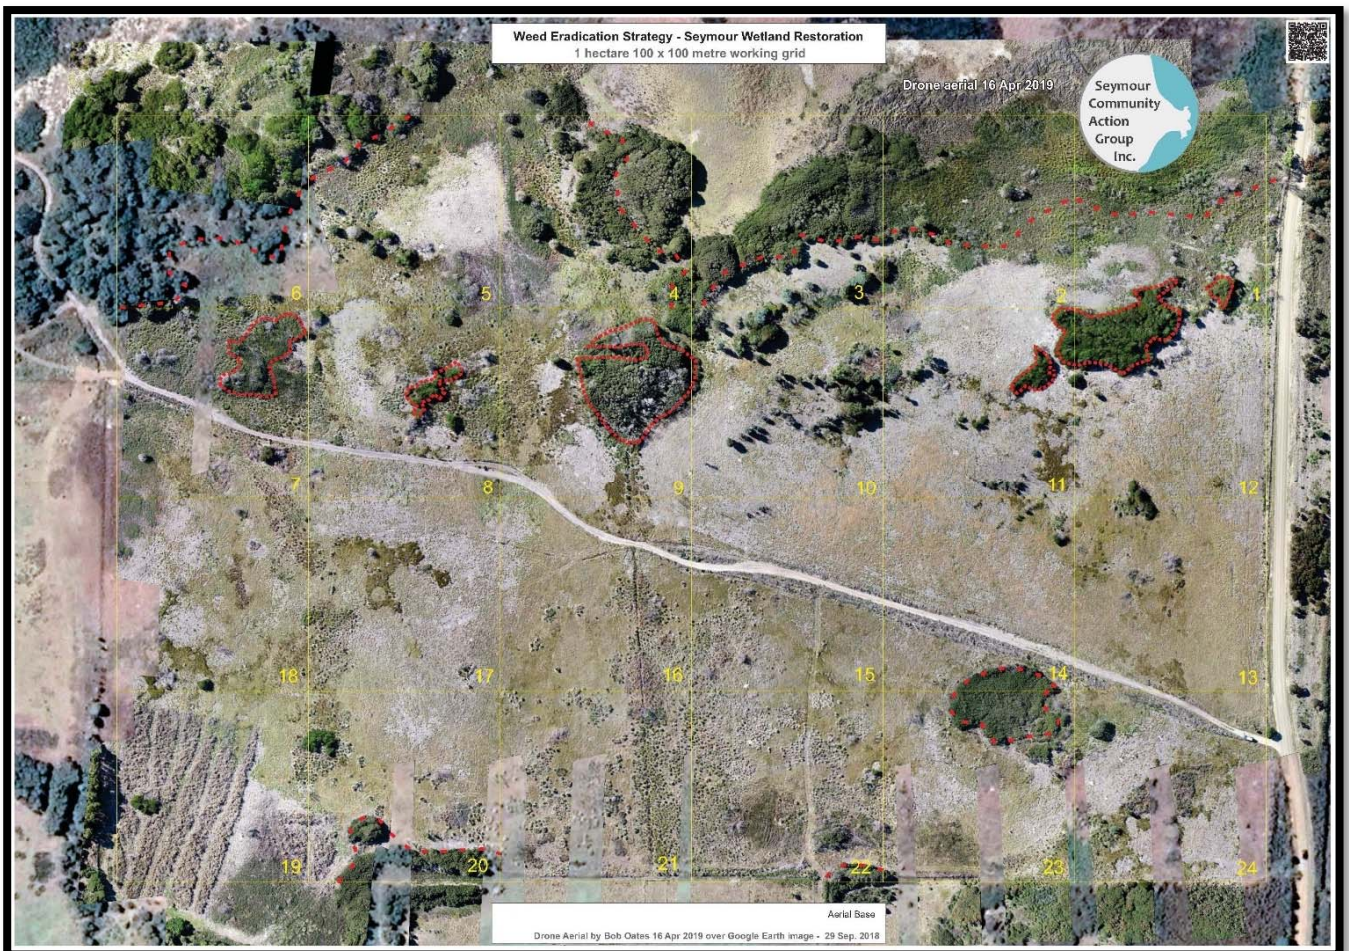 Weed Eradication Strategy - Seymour Wetland Restoration
1 hectare 100 x 100 metre working grid
Drone aerial 16 Apr 2019
Seymour
Community
Action
Group
Inc.
6
5
4
3
2
1
7
8
9
10
11
12
18
17
16
15
14
13
19
20
21
22
23
24
Aerial Base
Drone Aerial by Bob Oates 16 Apr 2019 over Google Earth image - 29 Sep. 2018